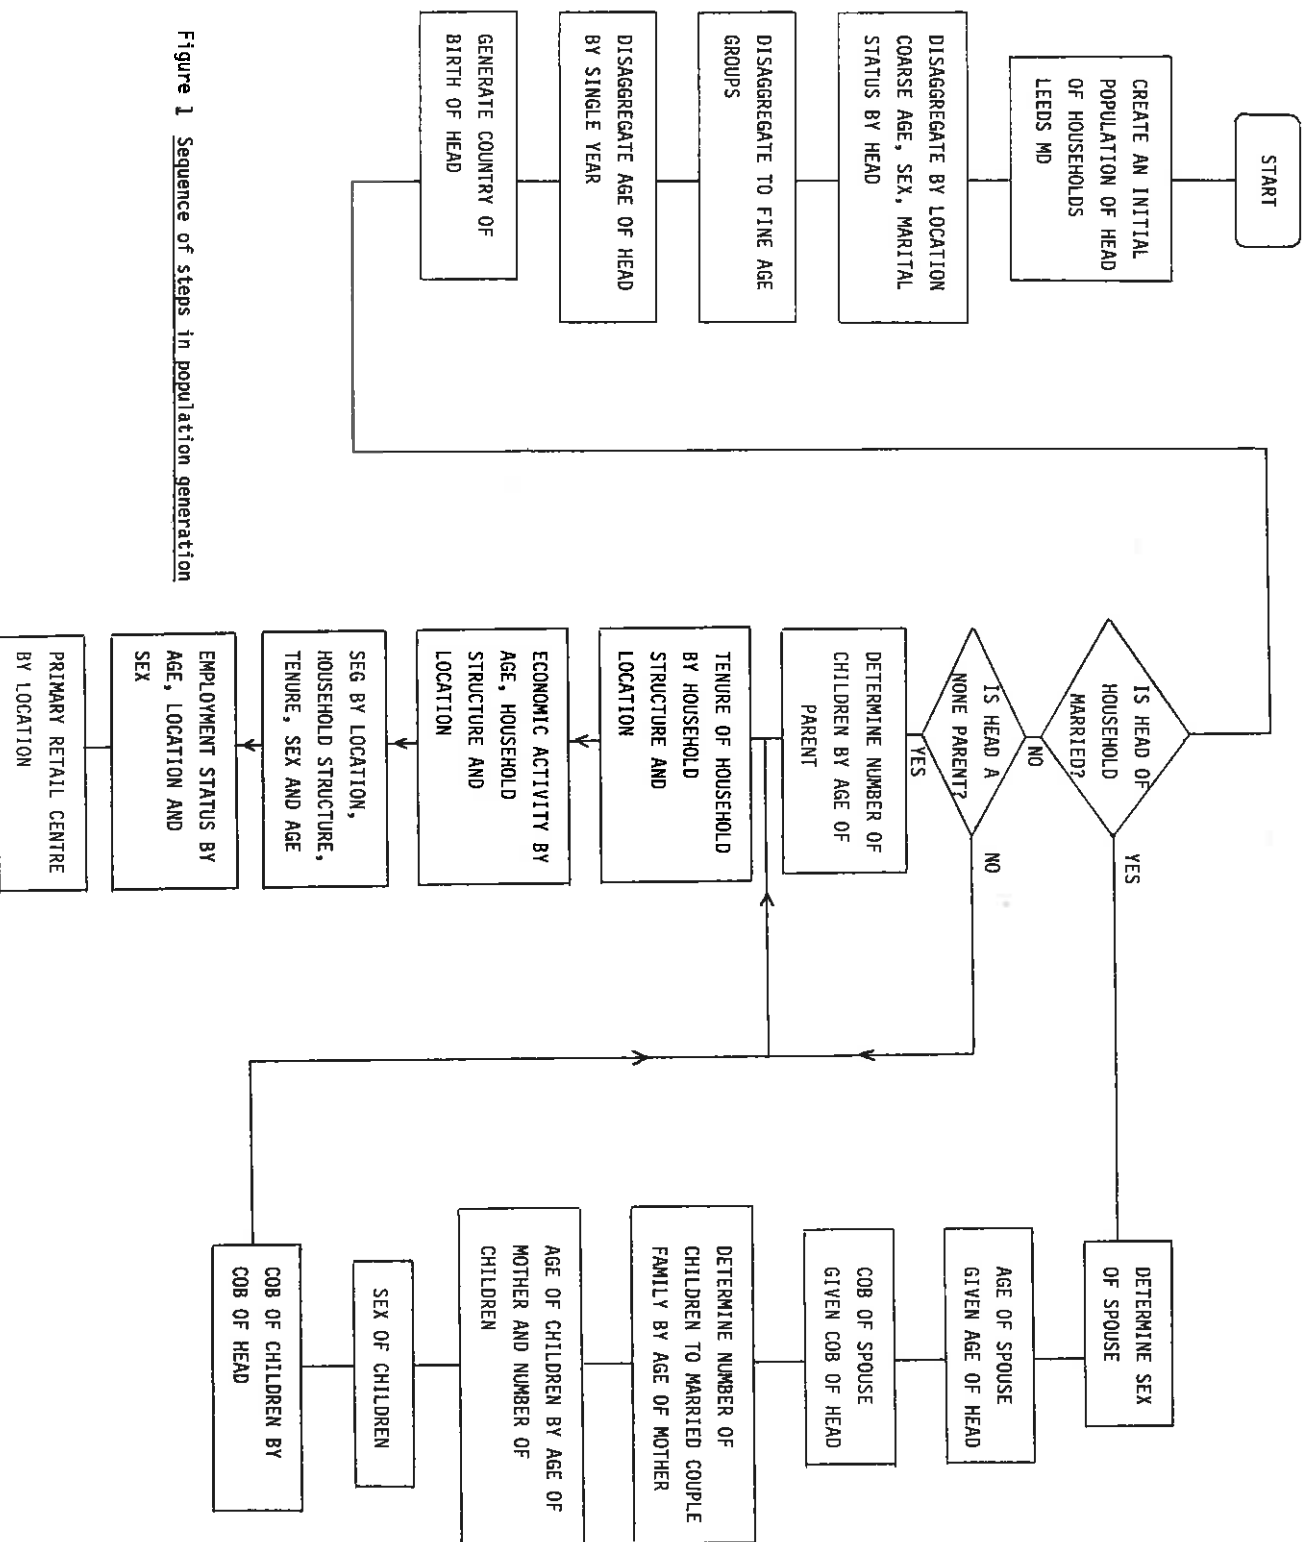 START
CREATE AN INITIAL
POPULATION OF HEAD
OF HOUSEHOLDS
LEEDS MD
DISAGGREGATE BY LOCATION
COARSE AGE, SEX, MARITAL
STATUS BY HEAD
DISAGGREGATE TO FINE AGE
GROUPS
DISAGGREGATE AGE OF HEAD
BY SINGLE YEAR
GENERATE COUNTRY OF
BIRTH OF HEAD
IS HEAD OF
HOUSEHOLD
MARRIED?
YES
NO
IS HEAD A
NONE PARENT?
NO
YES
DETERMINE NUMBER OF
CHILDREN BY AGE OF
PARENT
TENURE OF HOUSEHOLD
BY HOUSEHOLD
STRUCTURE AND
LOCATION
ECONOMIC ACTIVITY BY
AGE, HOUSEHOLD
STRUCTURE AND
LOCATION
SEG BY LOCATION,
HOUSEHOLD STRUCTURE,
TENURE, SEX AND AGE
EMPLOYMENT STATUS BY
AGE, LOCATION AND
SEX
PRIMARY RETAIL CENTRE
BY LOCATION
DETERMINE SEX
OF SPOUSE
AGE OF SPOUSE
GIVEN AGE OF HEAD
COB OF SPOUSE
GIVEN COB OF HEAD
DETERMINE NUMBER OF
CHILDREN TO MARRIED COUPLE
FAMILY BY AGE OF MOTHER
AGE OF CHILDREN BY AGE OF
MOTHER AND NUMBER OF
CHILDREN
SEX OF CHILDREN
COB OF CHILDREN BY
COB OF HEAD
Figure 1 Sequence of steps in population generation